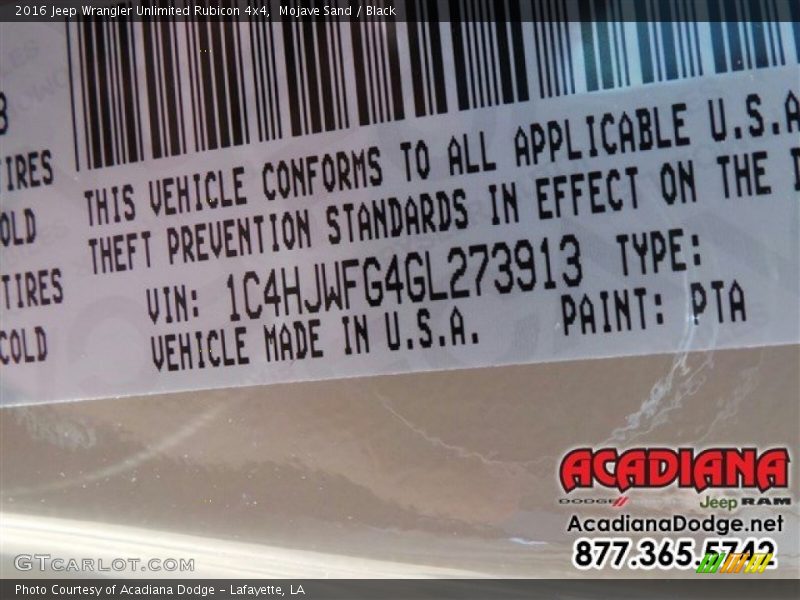 2016 Jeep Wrangler Unlimited Rubicon 4x4, Mojave Sand / Black
TIRES
OLD
TIRES
COLD
THIS VEHICLE CONFORMS TO ALL APPLICABLE U.S.A
THEFT PREVENTION STANDARDS IN EFFECT ON THE D
VIN: 1C4HJWFG4GL273913 TYPE:
VEHICLE MADE IN U.S.A. PAINT: PTA
ACADIANA
DODGE Jeep RAM
AcadianaDodge.net
877.365.5742
GTCARLOT.COM
Photo Courtesy of Acadiana Dodge - Lafayette, LA